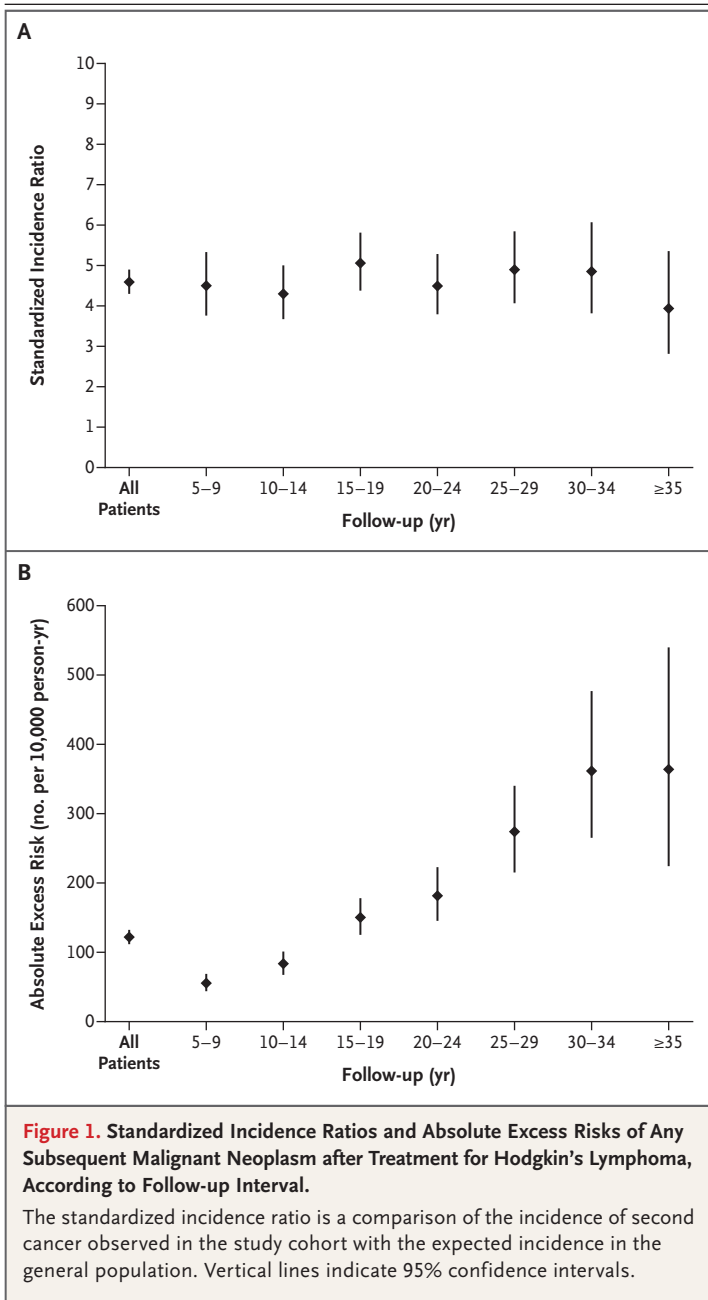 A
10
9
8
7
6
5
4
3
2
1
0
Standardized Incidence Ratio
All
Patients
5–9
10–14
15–19
20–24
25–29
30–34
≥35
Follow-up (yr)
B
600
500
400
300
200
100
0
Absolute Excess Risk (no. per 10,000 person-yr)
All
Patients
5–9
10–14
15–19
20–24
25–29
30–34
≥35
Follow-up (yr)
Figure 1. Standardized Incidence Ratios and Absolute Excess Risks of Any
Subsequent Malignant Neoplasm after Treatment for Hodgkin's Lymphoma,
According to Follow-up Interval.
The standardized incidence ratio is a comparison of the incidence of second
cancer observed in the study cohort with the expected incidence in the
general population. Vertical lines indicate 95% confidence intervals.